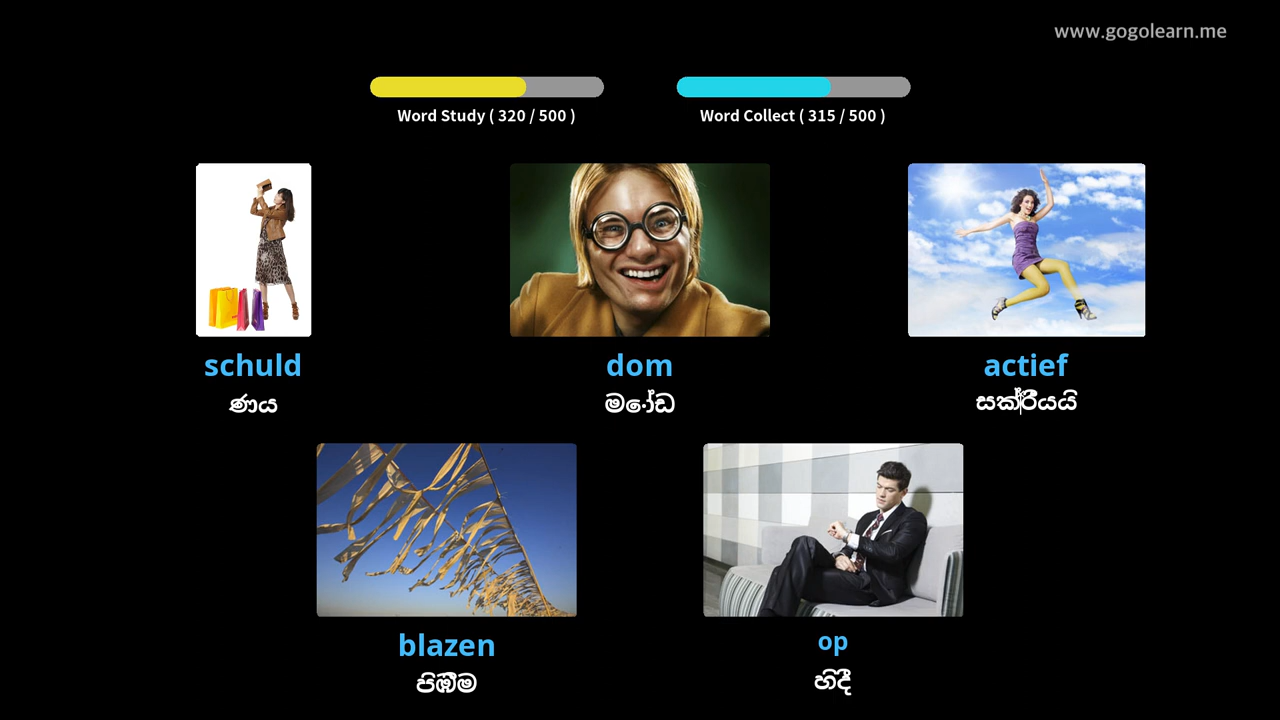 www.gogolearn.me
Word Study ( 320 / 500 )
Word Collect ( 315 / 500 )
schuld
ණය
dom
මෝඩ
actief
සක්රීයයි
blazen
පිඹීම
op
හිදී